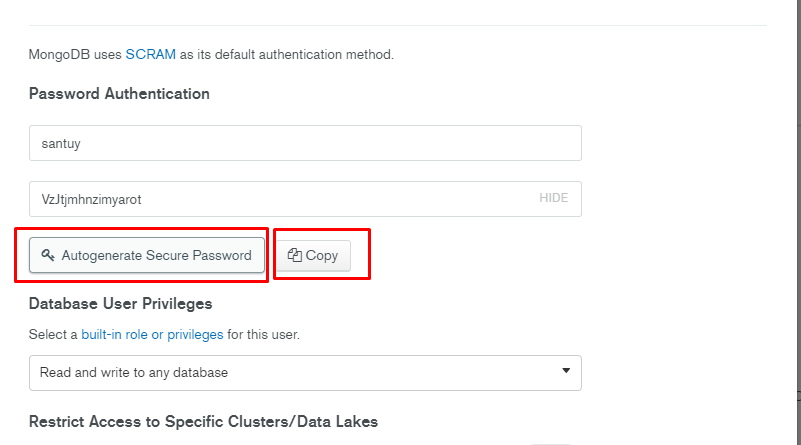 MongoDB uses SCRAM as its default authentication method.
Password Authentication
santuy
VzJtjmhnzimyarot HIDE
Autogenerate Secure Password Copy
Database User Privileges
Select a built-in role or privileges for this user.
Read and write to any database
Restrict Access to Specific Clusters/Data Lakes